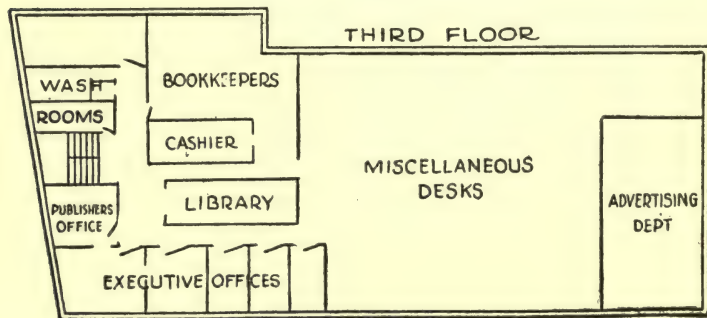 THIRD FLOOR
WASH
ROOMS
BOOKKEEPERS
CASHIER
LIBRARY
PUBLISHERS
OFFICE
EXECUTIVE OFFICES
MISCELLANEOUS
DESKS
ADVERTISING
DEPT